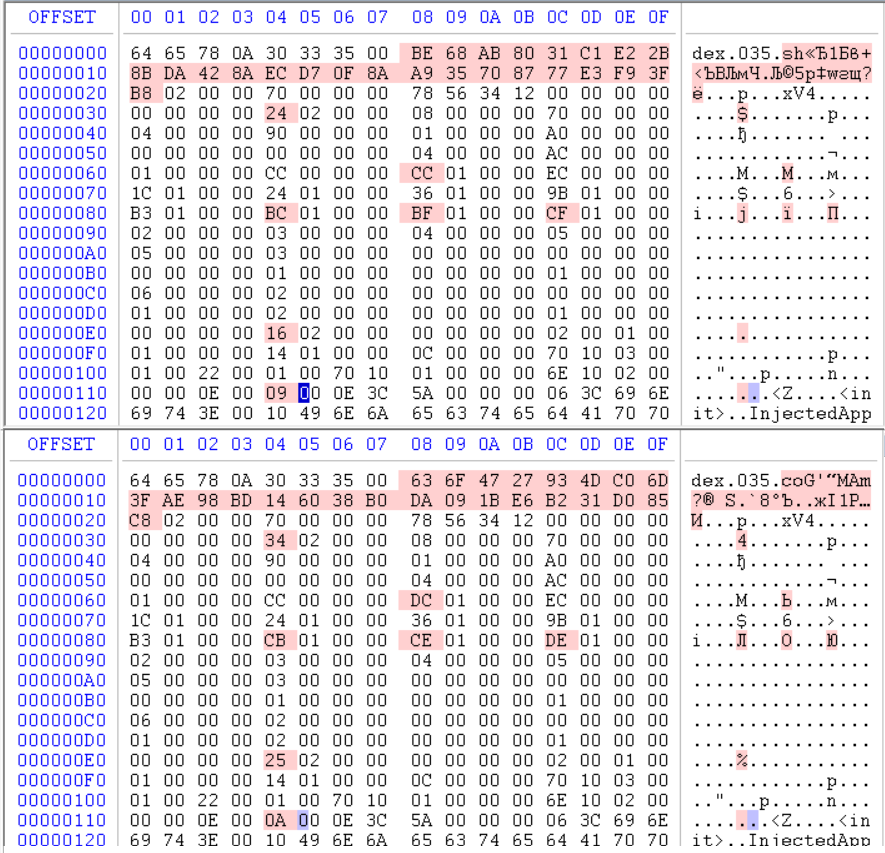 OFFSET 00 01 02 03 04 05 06 07 08 09 0A 0B 0C 0D 0E 0F
00000000 64 65 78 0A 30 33 35 00 BE 68 AB 80 31 C1 E2 2B dex.035.sh«Ђ1Бв+
00000010 8B DA 42 8A EC D7 0F 8A A9 35 70 87 77 E3 F9 3F <ЪBЉмЧ.Љ©5p‡wгщ?
00000020 B8 02 00 00 70 00 00 00 78 56 34 12 00 00 00 00 ё...p...xV4.....
00000030 00 00 00 00 24 02 00 00 08 00 00 00 70 00 00 00 ....$.......p...
00000040 04 00 00 00 90 00 00 00 01 00 00 00 A0 00 00 00 ....ђ....... ...
00000050 00 00 00 00 00 00 00 00 04 00 00 00 AC 00 00 00 ............¬...
00000060 01 00 00 00 CC 00 00 00 CC 01 00 00 EC 00 00 00 ....М...М...м...
00000070 1C 01 00 00 24 01 00 00 36 01 00 00 9B 01 00 00 ....$...6...>...
00000080 B3 01 00 00 BC 01 00 00 BF 01 00 00 CF 01 00 00 i...j...ї...П...
00000090 02 00 00 00 03 00 00 00 04 00 00 00 05 00 00 00 ................
000000A0 05 00 00 00 03 00 00 00 00 00 00 00 00 00 00 00 ................
000000B0 00 00 00 00 01 00 00 00 00 00 00 00 01 00 00 00 ................
000000C0 06 00 00 00 02 00 00 00 00 00 00 00 00 00 00 00 ................
000000D0 01 00 00 00 02 00 00 00 00 00 00 00 01 00 00 00 ................
000000E0 00 00 00 00 16 02 00 00 00 00 00 00 02 00 01 00 ................
000000F0 01 00 00 00 14 01 00 00 0C 00 00 00 70 10 03 00 ............p...
00000100 01 00 22 00 01 00 70 10 01 00 00 00 6E 10 02 00 .."...p.....n...
00000110 00 00 0E 00 09 00 0E 3C 5A 00 00 00 06 3C 69 6E .......<Z....<in
00000120 69 74 3E 00 10 49 6E 6A 65 63 74 65 64 41 70 70 it>..InjectedApp
OFFSET 00 01 02 03 04 05 06 07 08 09 0A 0B 0C 0D 0E 0F
00000000 64 65 78 0A 30 33 35 00 63 6F 47 27 93 4D C0 6D dex.035.coG'“MАm
00000010 3F AE 98 BD 14 60 38 B0 DA 09 1B E6 B2 31 D0 85 ?® Ѕ.`8°Ъ..жІ1Р…
00000020 C8 02 00 00 70 00 00 00 78 56 34 12 00 00 00 00 И...p...xV4.....
00000030 00 00 00 00 34 02 00 00 08 00 00 00 70 00 00 00 ....4.......p...
00000040 04 00 00 00 90 00 00 00 01 00 00 00 A0 00 00 00 ....ђ....... ...
00000050 00 00 00 00 00 00 00 00 04 00 00 00 AC 00 00 00 ............¬...
00000060 01 00 00 00 CC 00 00 00 DC 01 00 00 EC 00 00 00 ....М...Ь...м...
00000070 1C 01 00 00 24 01 00 00 36 01 00 00 9B 01 00 00 ....$...6...>...
00000080 B3 01 00 00 CB 01 00 00 CE 01 00 00 DE 01 00 00 i...Л...О...Ю...
00000090 02 00 00 00 03 00 00 00 04 00 00 00 05 00 00 00 ................
000000A0 05 00 00 00 03 00 00 00 00 00 00 00 00 00 00 00 ................
000000B0 00 00 00 00 01 00 00 00 00 00 00 00 01 00 00 00 ................
000000C0 06 00 00 00 02 00 00 00 00 00 00 00 00 00 00 00 ................
000000D0 01 00 00 00 02 00 00 00 00 00 00 00 01 00 00 00 ................
000000E0 00 00 00 00 25 02 00 00 00 00 00 00 02 00 01 00 ....%...........
000000F0 01 00 00 00 14 01 00 00 0C 00 00 00 70 10 03 00 ............p...
00000100 01 00 22 00 01 00 70 10 01 00 00 00 6E 10 02 00 .."...p.....n...
00000110 00 00 0E 00 0A 00 0E 3C 5A 00 00 00 06 3C 69 6E .......<Z....<in
00000120 69 74 3E 00 10 49 6E 6A 65 63 74 65 64 41 70 70 it>..InjectedApp